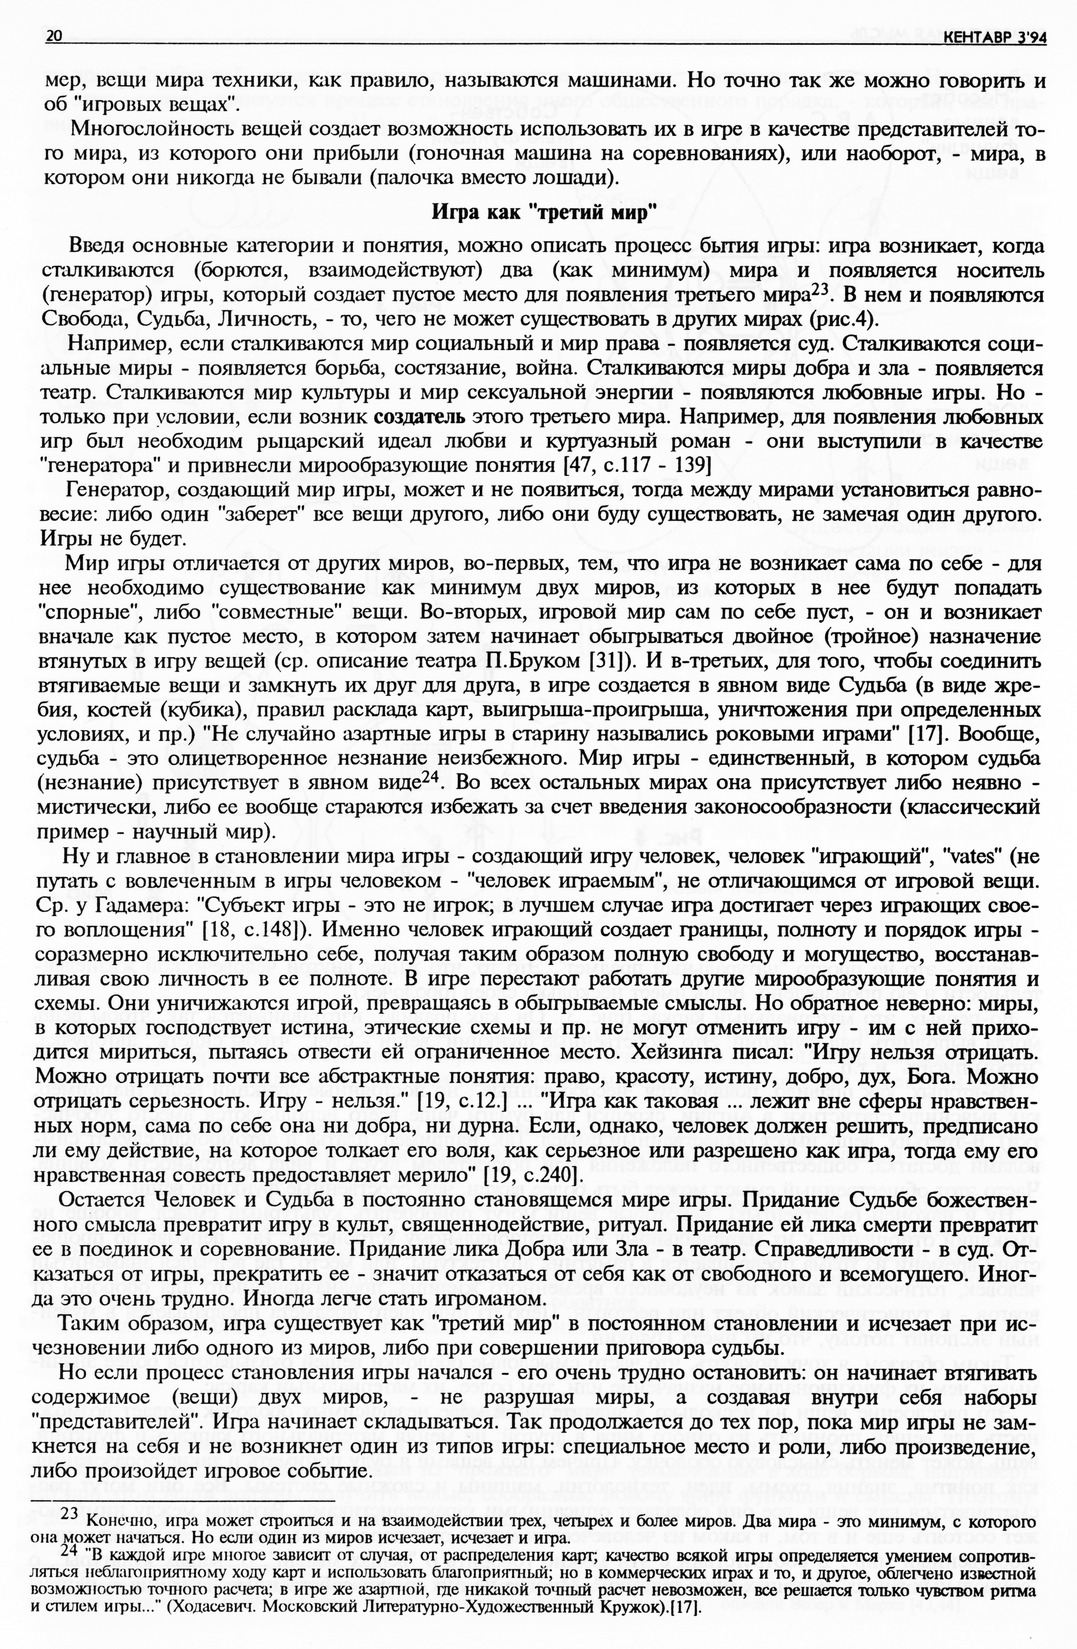 20 КЕНТАВР 3'94
мер, вещи мира техники, как правило, называются машинами. Но точно так же можно говорить и
об "игровых вещах".
Многослойность вещей создает возможность использовать их в игре в качестве представителей то-
го мира, из которого они прибыли (гоночная машина на соревнованиях), или наоборот, - мира, в
котором они никогда не бывали (палочка вместо лошади).
Игра как "третий мир"
Введя основные категории и понятия, можно описать процесс бытия игры: игра возникает, когда
сталкиваются (борются, взаимодействуют) два (как минимум) мира и появляется носитель
(генератор) игры, который создает пустое место для появления третьего мира23. В нем и появляются
Свобода, Судьба, Личность, - то, чего не может существовать в других мирах (рис.4).
Например, если сталкиваются мир социальный и мир права - появляется суд. Сталкиваются соци-
альные миры - появляется борьба, состязание, война. Сталкиваются миры добра и зла - появляется
театр. Сталкиваются мир культуры и мир сексуальной энергии - появляются любовные игры. Но -
только при условии, если возник создатель этого третьего мира. Например, для появления любовных
игр был необходим рыцарский идеал любви и куртуазный роман - они выступили в качестве
"генератора" и привнесли мирообразующие понятия [47, с.117 - 139]
Генератор, создающий мир игры, может и не появиться, тогда между мирами установиться равно-
весие: либо один "заберет" все вещи другого, либо они буду существовать, не замечая один другого.
Игры не будет.
Мир игры отличается от других миров, во-первых, тем, что игра не возникает сама по себе - для
нее необходимо существование как минимум двух миров, из которых в нее будут попадать
"спорные", либо "совместные" вещи. Во-вторых, игровой мир сам по себе пуст, - он и возникает
вначале как пустое место, в котором затем начинает обыгрываться двойное (тройное) назначение
втянутых в игру вещей (ср. описание театра П.Бруком [31]). И в-третьих, для того, чтобы соединить
втягиваемые вещи и замкнуть их друг для друга, в игре создается в явном виде Судьба (в виде жре-
бия, костей (кубика), правил расклада карт, выигрыша-проигрыша, уничтожения при определенных
условиях, и пр.) "Не случайно азартные игры в старину назывались роковыми играми" [17]. Вообще,
судьба - это олицетворенное незнание неизбежного. Мир игры - единственный, в котором судьба
(незнание) присутствует в явном виде24. Во всех остальных мирах она присутствует либо неявно -
мистически, либо ее вообще стараются избежать за счет введения законосообразности (классический
пример - научный мир).
Ну и главное в становлении мира игры - создающий игру человек, человек "играющий", "vates" (не
путать с вовлеченным в игры человеком - "человек играемым", не отличающимся от игровой вещи.
Ср. у Гадамера: "Субъект игры - это не игрок; в лучшем случае игра достигает через играющих свое-
го воплощения" [18, с.148]). Именно человек играющий создает границы, полноту и порядок игры -
соразмерно исключительно себе, получая таким образом полную свободу и могущество, восстанав-
ливая свою личность в ее полноте. В игре перестают работать другие мирообразующие понятия и
схемы. Они уничижаются игрой, превращаясь в обыгрываемые смыслы. Но обратное неверно: миры,
в которых господствует истина, этические схемы и пр. не могут отменить игру - им с ней прихо-
дится мириться, пытаясь отвести ей ограниченное место. Хейзинга писал: "Игру нельзя отрицать.
Можно отрицать почти все абстрактные понятия: право, красоту, истину, добро, дух, Бога. Можно
отрицать серьезность. Игру - нельзя." [19, с.12.] ... "Игра как таковая ... лежит вне сферы нравствен-
ных норм, сама по себе она ни добра, ни дурна. Если, однако, человек должен решить, предписано
ли ему действие, на которое толкает его воля, как серьезное или разрешено как игра, тогда ему его
нравственная совость предоставляет мерило" [19, с.240].
Остается Человек и Судьба в постоянно становящемся мире игры. Придание Судьбе божествен-
ного смысла превратит игру в культ, священнодействие, ритуал. Придание ей лика смерти превратит
ее в поединок и соревнование. Придание лика Добра или Зла - в театр. Справедливости - в суд. От-
казаться от игры, прекратить ее - значит отказаться от себя как от свободного и всемогущего. Иног-
да это очень трудно. Иногда легче стать игроманом.
Таким образом, игра существует как "третий мир" в постоянном становлении и исчезает при ис-
чезновении либо одного из миров, либо при совершении приговора судьбы.
Но если процесс становления игры начался - его очень трудно остановить: он начинает втягивать
содержимое (вещи) двух миров, - не разрушая миры, а создавая внутри себя наборы
"представителей". Игра начинает складываться. Так продолжается до тех пор, пока мир игры не зам-
кнется на себя и не возникнет один из типов игры: специальное место и роли, либо произведение,
либо произойдет игровое событие.
23 Конечно, игра может строиться и на взаимодействии трех, четырех и более миров. Два мира - это минимум, с которого
она может начаться. Но если один из миров исчезает, исчезает и игра.
24 "В каждой игре многое зависит от случая, от распределения карт; качество всякой игры определяется умением сопротив-
ляться неблагоприятному ходу карт и использовать благоприятный; но в коммерческих играх и то, и другое, облегчено известной
возможностью точного расчета; в игре же азартной, где никакой точный расчет невозможен, все решается только чувством ритма
и стилем игры..." (Ходасевич. Московский Литературно-Художественный Кружок).[17].